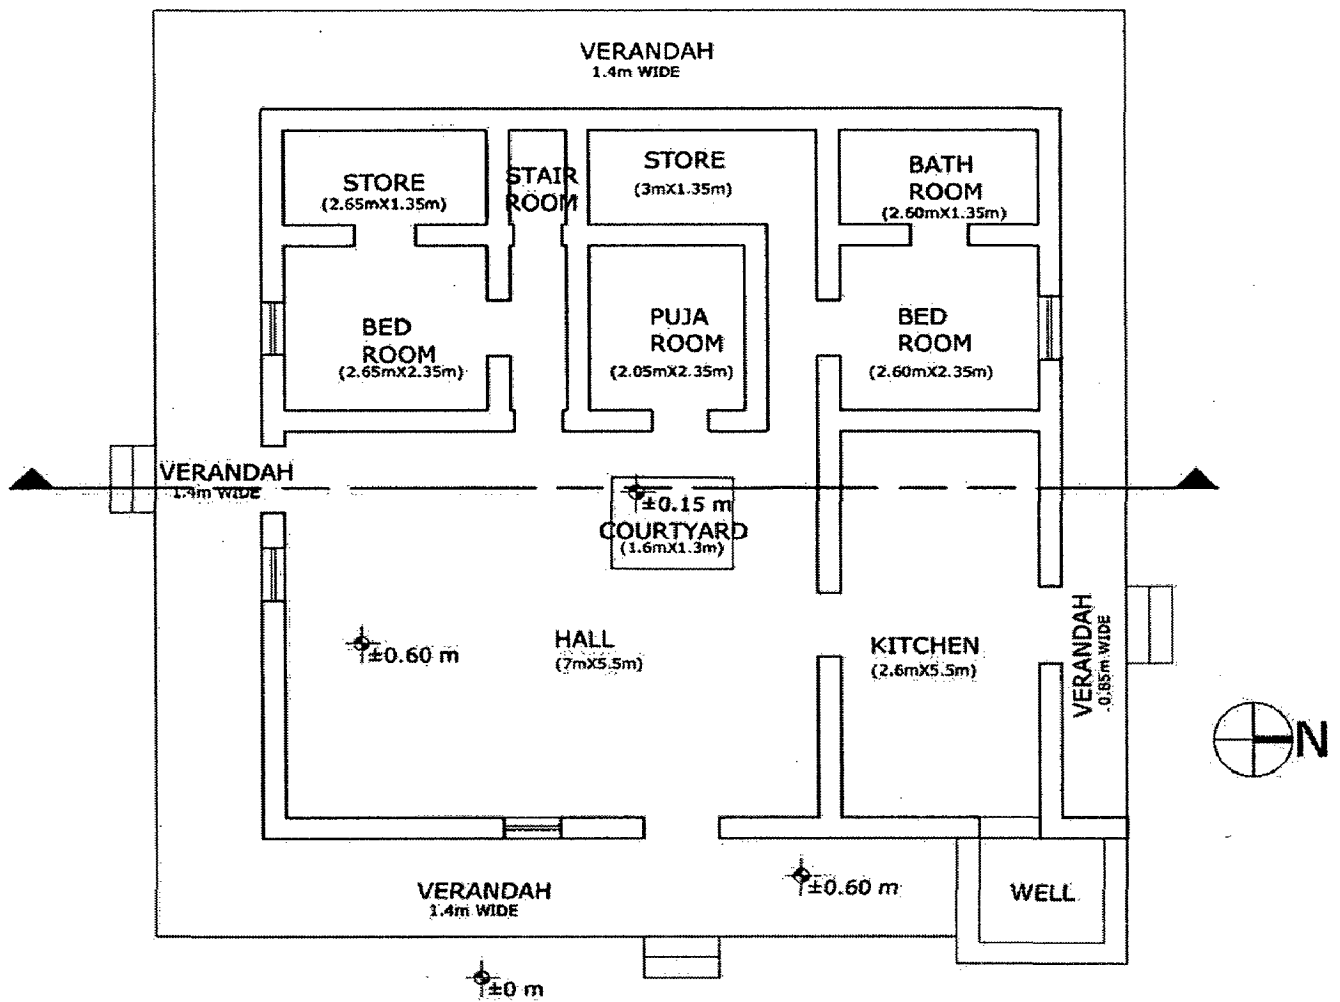 VERANDAH
1.4m WIDE
STORE
(2.65mX1.35m)
STAIR
ROOM
STORE
(3mX1.35m)
BATH
ROOM
(2.60mX1.35m)
BED
ROOM
(2.65mX2.35m)
PUJA
ROOM
(2.05mX2.35m)
BED
ROOM
(2.60mX2.35m)
VERANDAH
1.4m WIDE
±0.15 m
COURTYARD
(1.6mX1.3m)
±0.60 m
HALL
(7mX5.5m)
KITCHEN
(2.6mX5.5m)
VERANDAH
0.85m WIDE
N
VERANDAH
1.4m WIDE
±0.60 m
WELL
±0 m